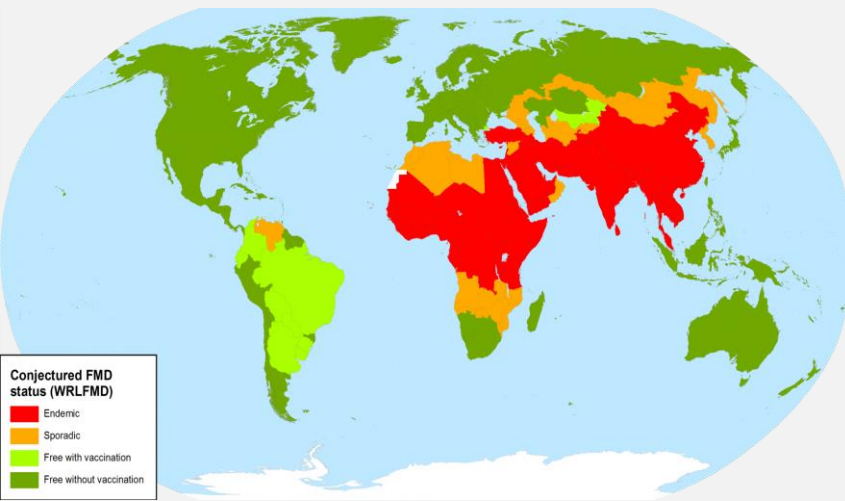 Conjectured FMD
status (WRLFMD)
Endemic
Sporadic
Free with vaccination
Free without vaccination